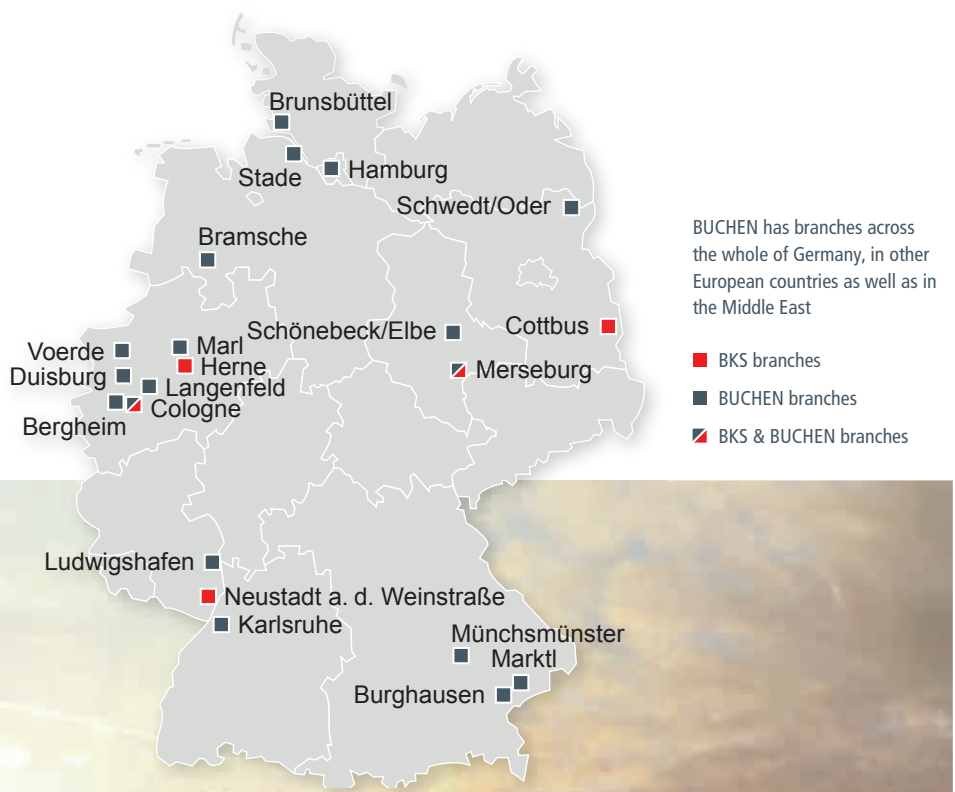 Brunsbüttel
Stade
Hamburg
Schwedt/Oder
Bramsche
Schönebeck/Elbe
Cottbus
Voerde
Marl
Herne
Duisburg
Langenfeld
Merseburg
Cologne
Bergheim
Ludwigshafen
Neustadt a. d. Weinstraße
Karlsruhe
Münchsmünster
Marktl
Burghausen
BUCHEN has branches across
the whole of Germany, in other
European countries as well as in
the Middle East
BKS branches
BUCHEN branches
BKS & BUCHEN branches